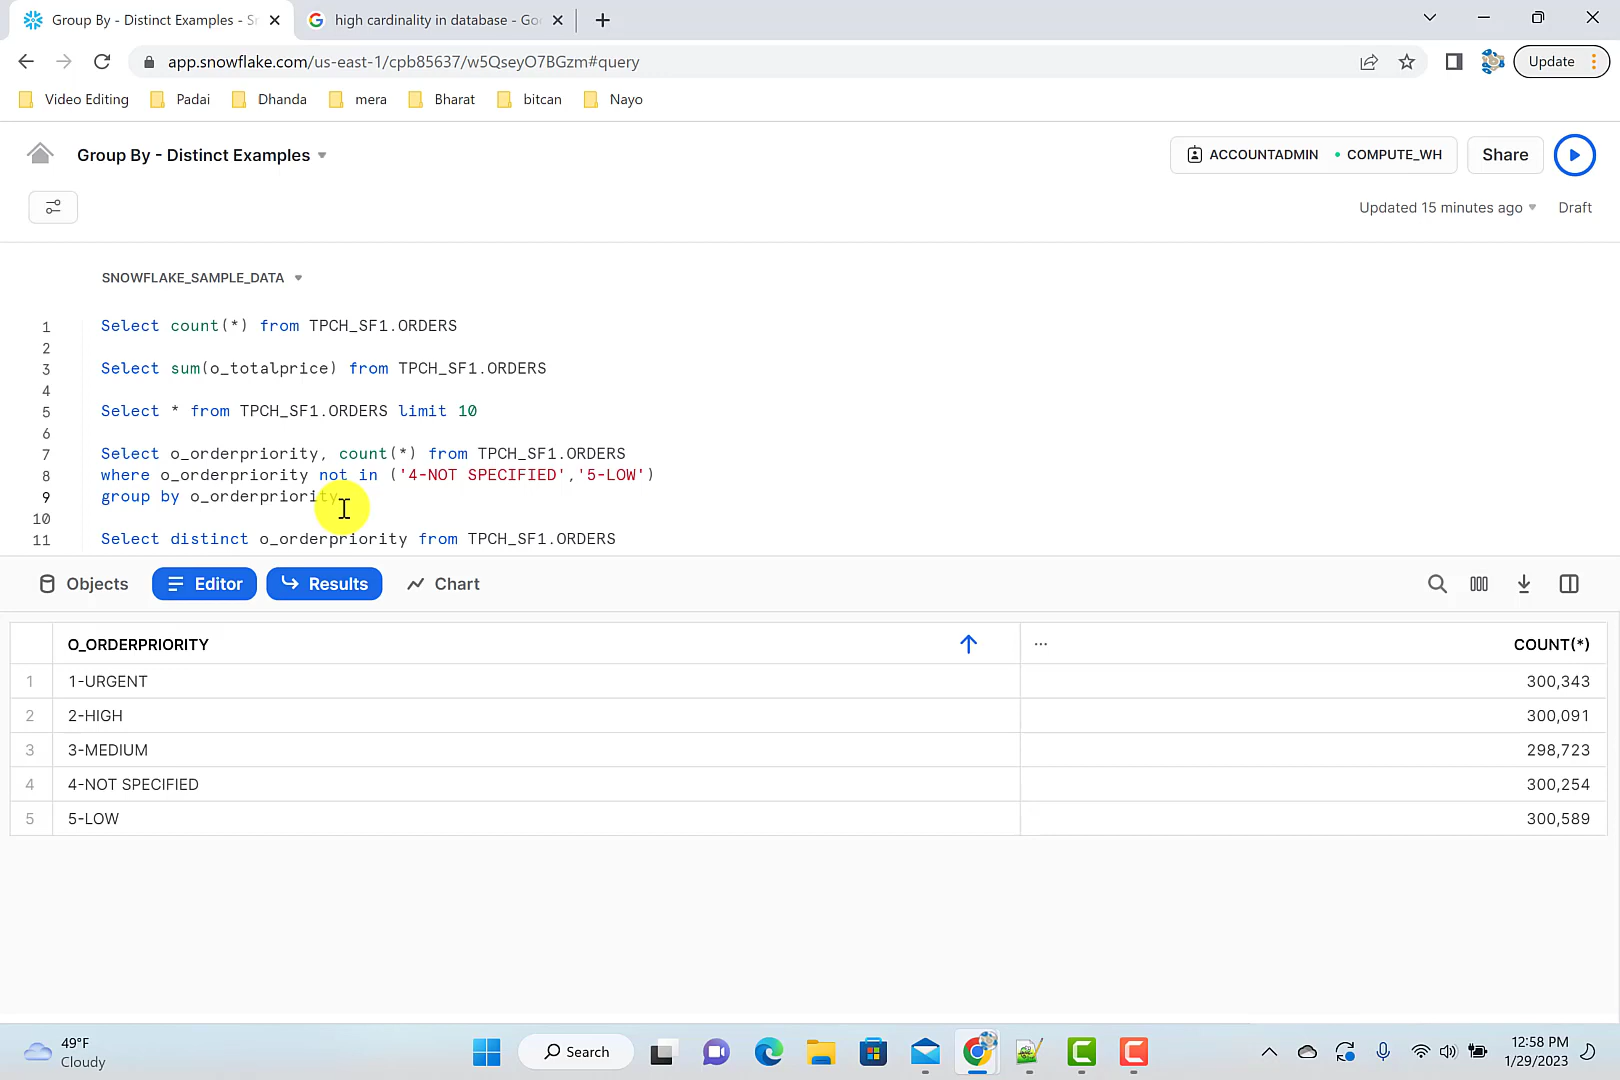 Group By - Distinct Examples - S
high cardinality in database - Goo
app.snowflake.com/us-east-1/cpb85637/w5QseyO7BGzm#query
Update
Video Editing
Padai
Dhanda
mera
Bharat
bitcan
Nayo
Group By - Distinct Examples
ACCOUNTADMIN
COMPUTE_WH
Share
Updated 15 minutes ago
Draft
SNOWFLAKE_SAMPLE_DATA
1 Select count(*) from TPCH_SF1.ORDERS
2
3 Select sum(o_totalprice) from TPCH_SF1.ORDERS
4
5 Select * from TPCH_SF1.ORDERS limit 10
6
7 Select o_orderpriority, count(*) from TPCH_SF1.ORDERS
8 where o_orderpriority not in ('4-NOT SPECIFIED','5-LOW')
9 group by o_orderpriority
10
11 Select distinct o_orderpriority from TPCH_SF1.ORDERS
Objects
Editor
Results
Chart
O_ORDERPRIORITY ... COUNT(*)
1 1-URGENT 300,343
2 2-HIGH 300,091
3 3-MEDIUM 298,723
4 4-NOT SPECIFIED 300,254
5 5-LOW 300,589
49°F
Cloudy
Search
12:58 PM
1/29/2023